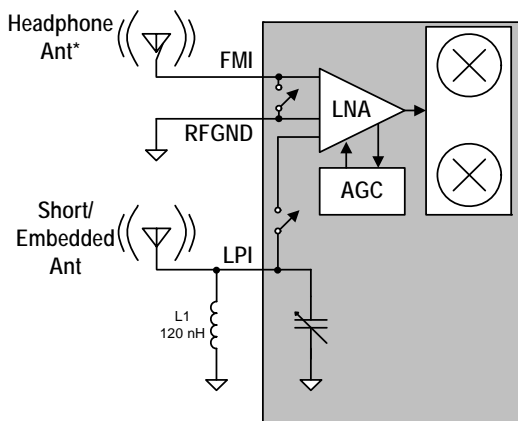 Headphone
Ant*
FMI
LNA
RFGND
AGC
Short/
Embedded
Ant
LPI
L1
120 nH